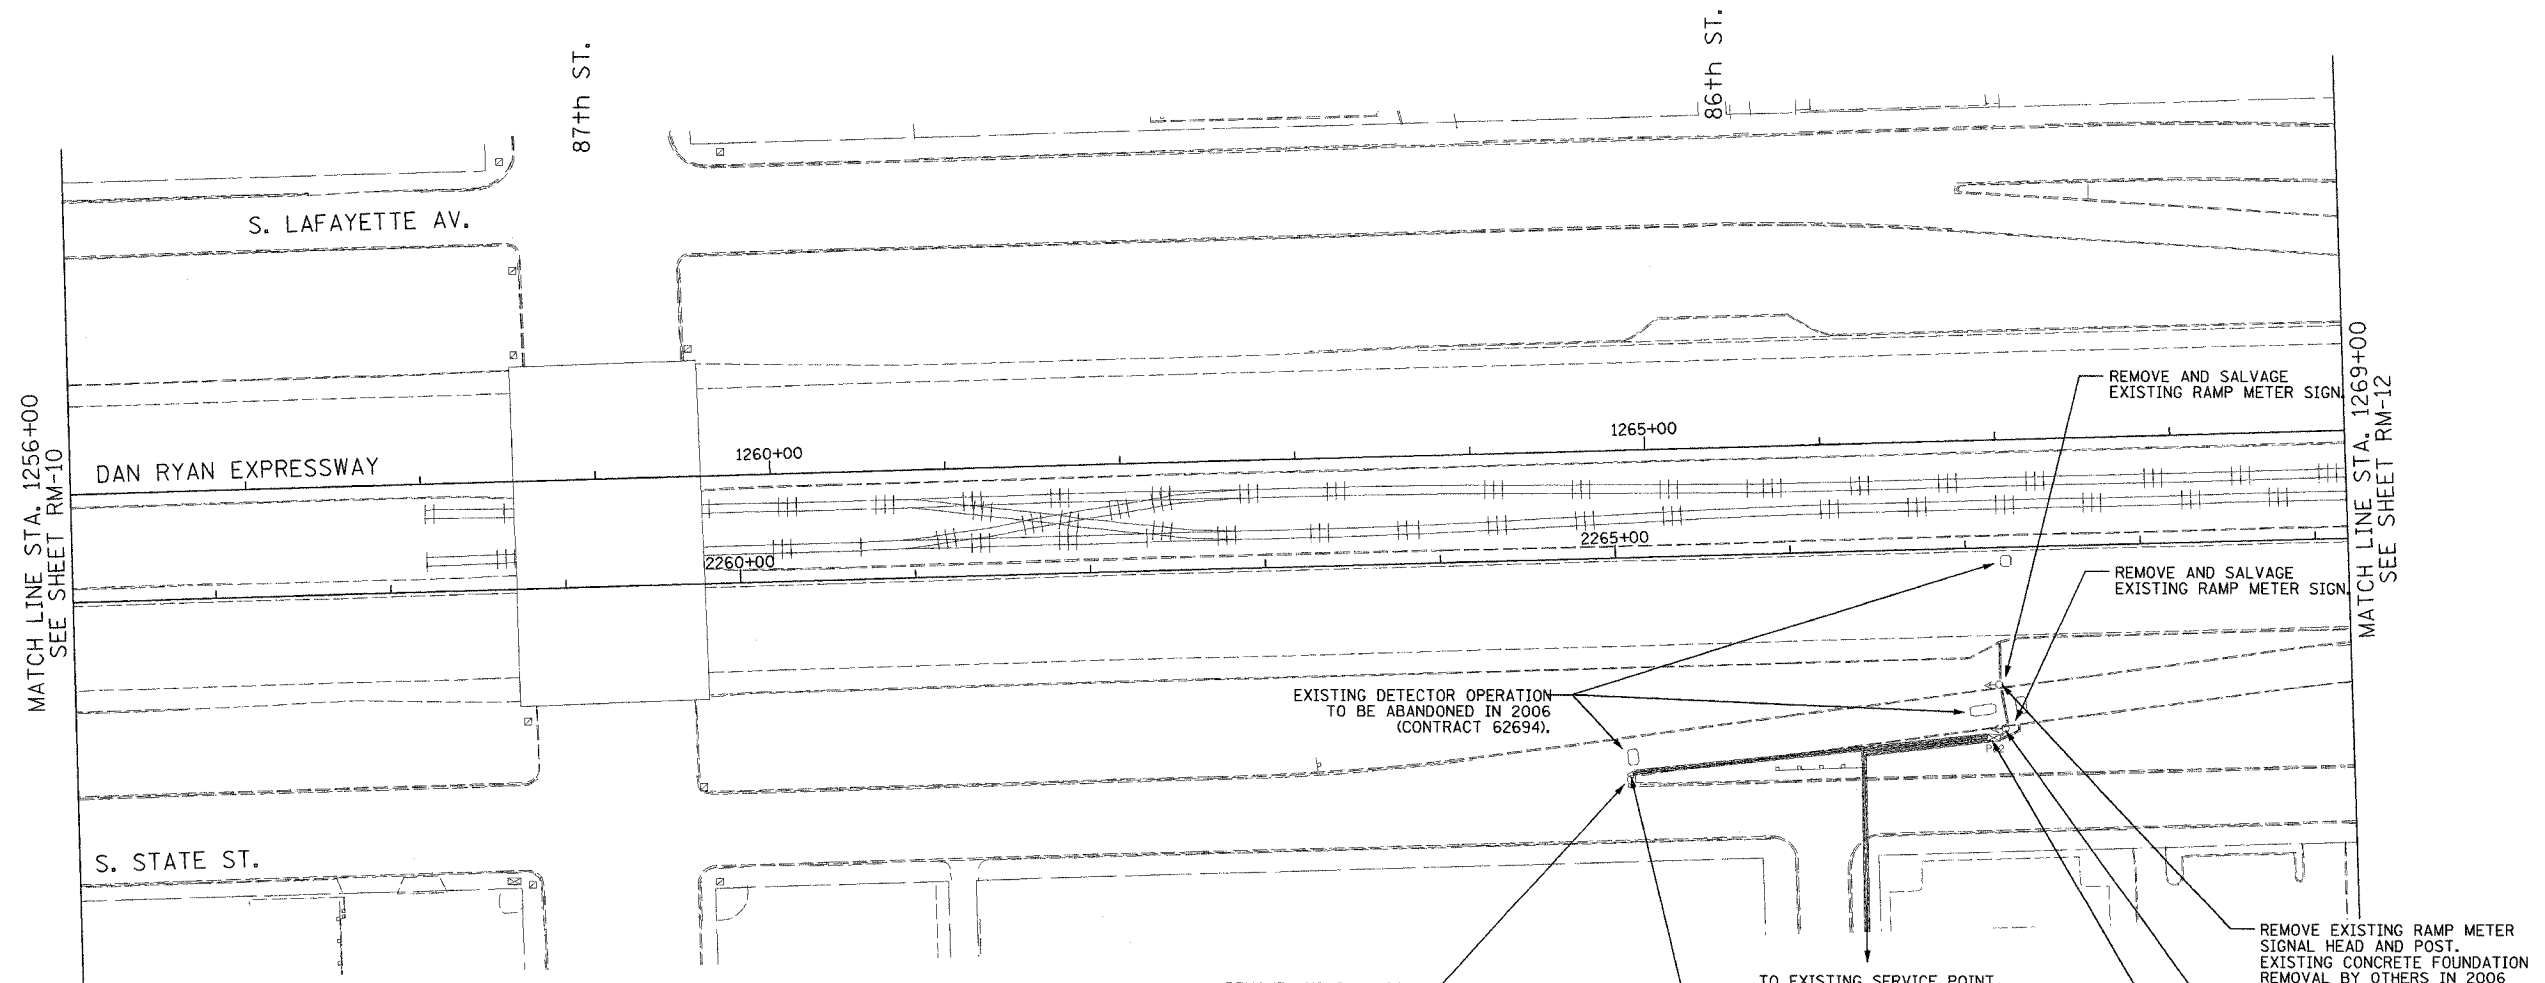 87th ST.
86th ST.
S. LAFAYETTE AV.
MATCH LINE STA. 1256+00
SEE SHEET RM-10
DAN RYAN EXPRESSWAY
1260+00
1265+00
2260+00
2265+00
REMOVE AND SALVAGE
EXISTING RAMP METER SIGN.
MATCH LINE STA. 1269+00
SEE SHEET RM-12
REMOVE AND SALVAGE
EXISTING RAMP METER SIGN.
EXISTING DETECTOR OPERATION
TO BE ABANDONED IN 2006
(CONTRACT 62694).
S. STATE ST.
TO EXISTING SERVICE POINT
REMOVE EXISTING RAMP METER
SIGNAL HEAD AND POST.
EXISTING CONCRETE FOUNDATION
REMOVAL BY OTHERS IN 2006